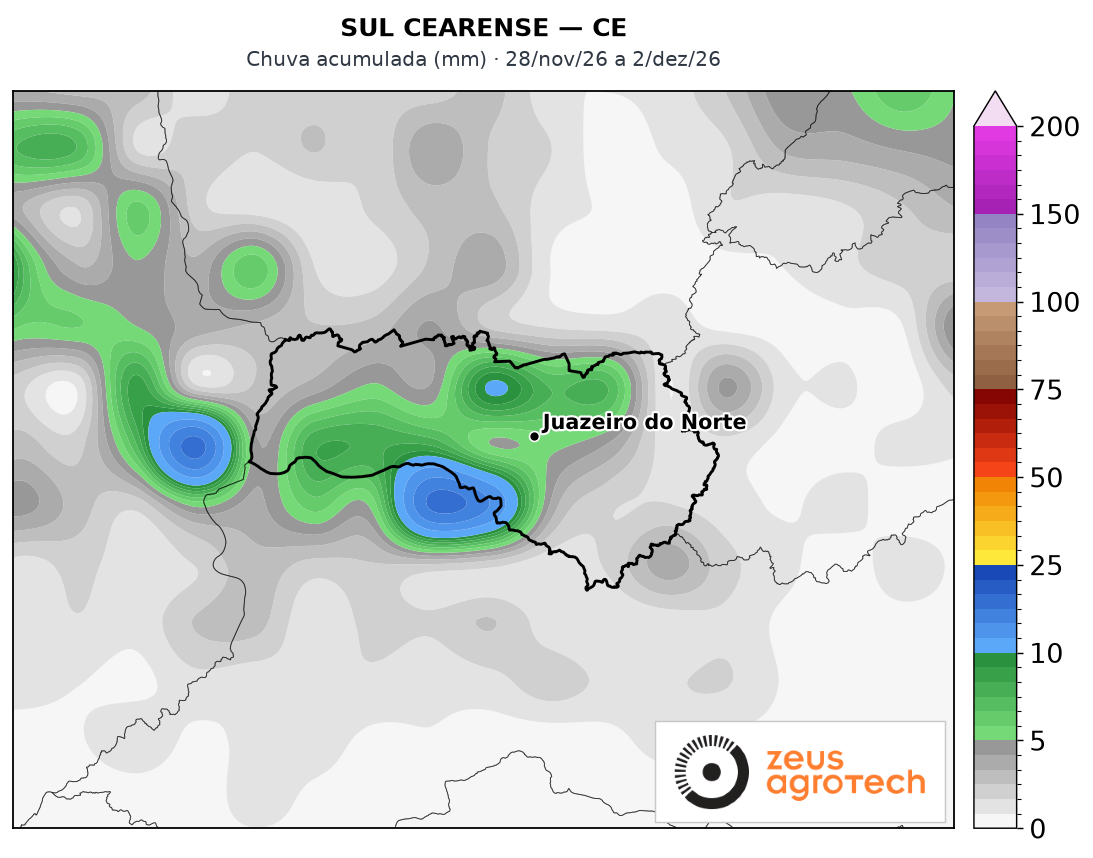 SUL CEARENSE — CE
Chuva acumulada (mm) · 28/nov/26 a 2/dez/26
200
150
100
75
50
25
10
5
0
Juazeiro do Norte
zeus
agroTech